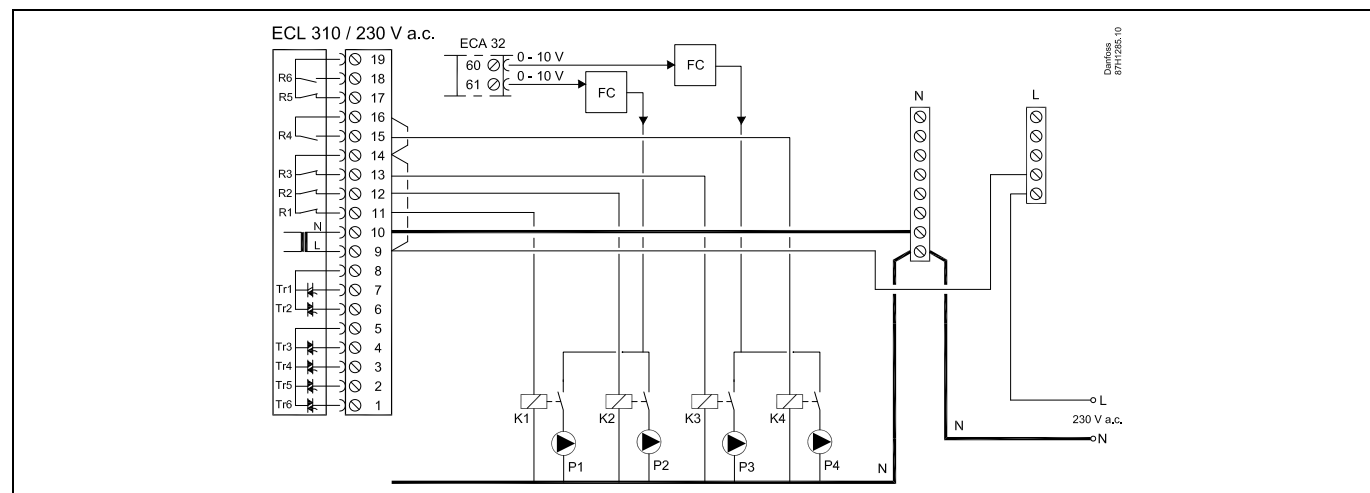 ECL 310 / 230 V a.c.
ECA 32
60 0 - 10 V
61 0 - 10 V
FC
FC
Danfoss
87H1285.10
N
L
19
R6 18
R5 17
16
R4 15
14
R3 13
R2 12
R1 11
N 10
L 9
8
Tr1 7
Tr2 6
5
Tr3 4
Tr4 3
Tr5 2
Tr6 1
K1
K2
K3
K4
P1
P2
P3
P4
N
N
L
230 V a.c.
N